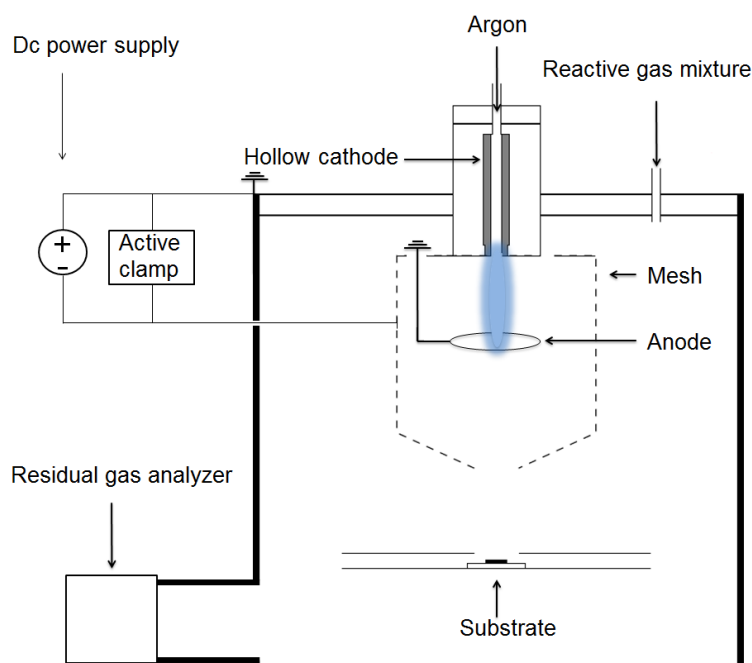 Argon
Dc power supply
Reactive gas mixture
Hollow cathode
+
-
Active
clamp
Mesh
Anode
Residual gas analyzer
Substrate